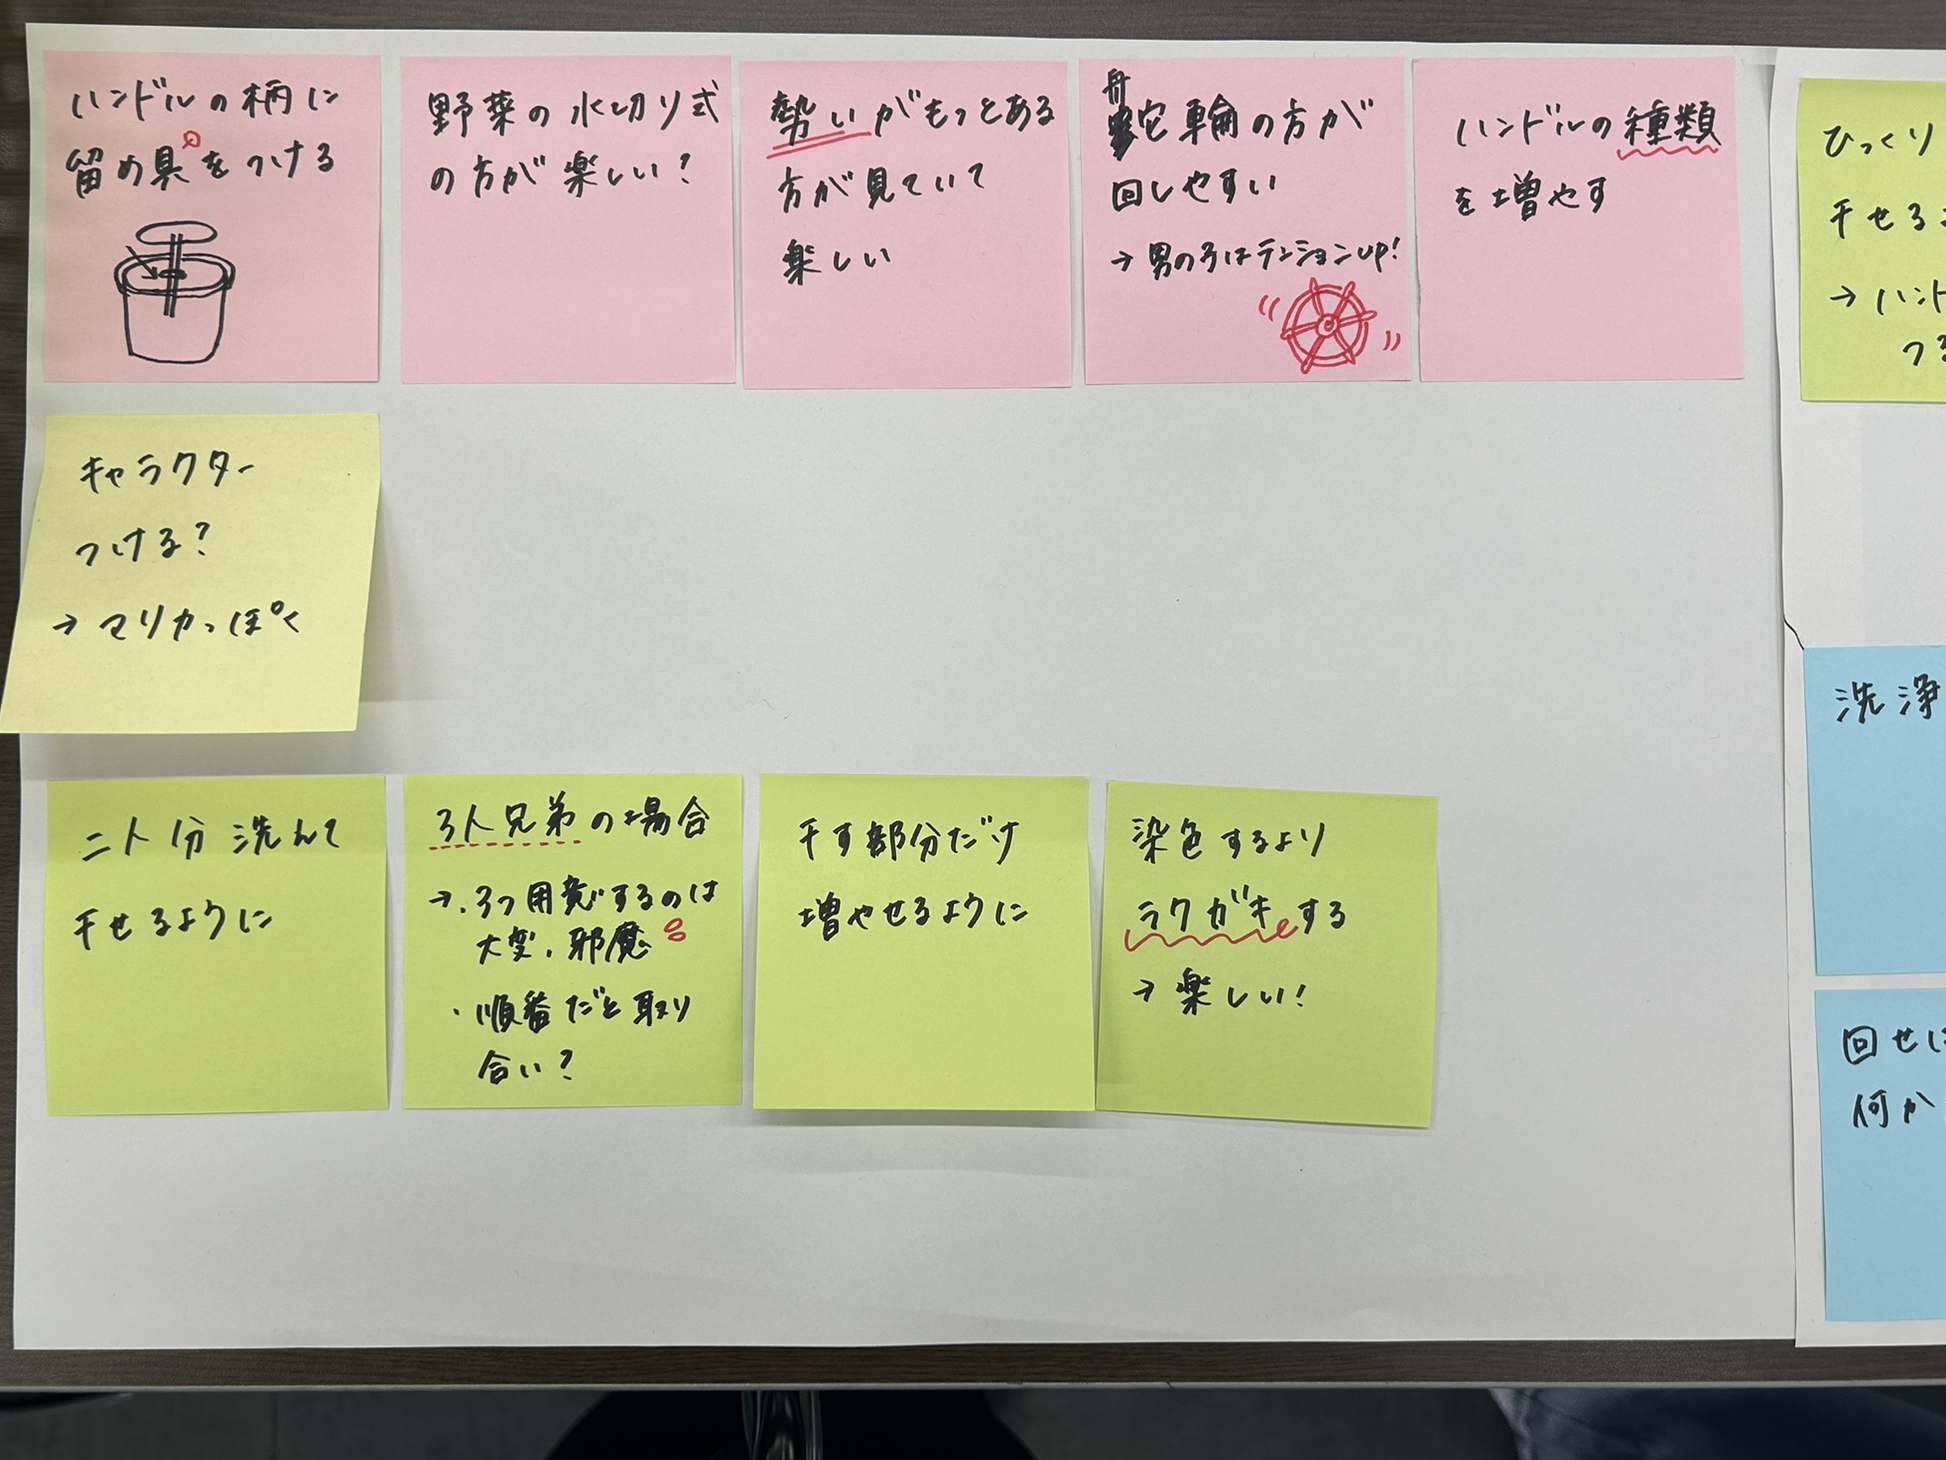 ハンドルの柄に
留め具をつける
野菜の水切り式
の方が楽しい?
勢いがもっとある
方が見ていて
楽しい
舵輪の方が
回しやすい
→男の子はテンションup!
ハンドルの種類
を増やす
ひっくり
干せる
→ハンド
つ
キャラクター
つける?
→マリカっぽく
二人分洗んて
干せるように
3人兄弟の場合
→・3つ用意するのは
大変、邪魔
・順番だと取り
合い?
干す部分だけ
増やせるように
染色するより
ラクガキする
→楽しい!
洗浄
回せば
何か